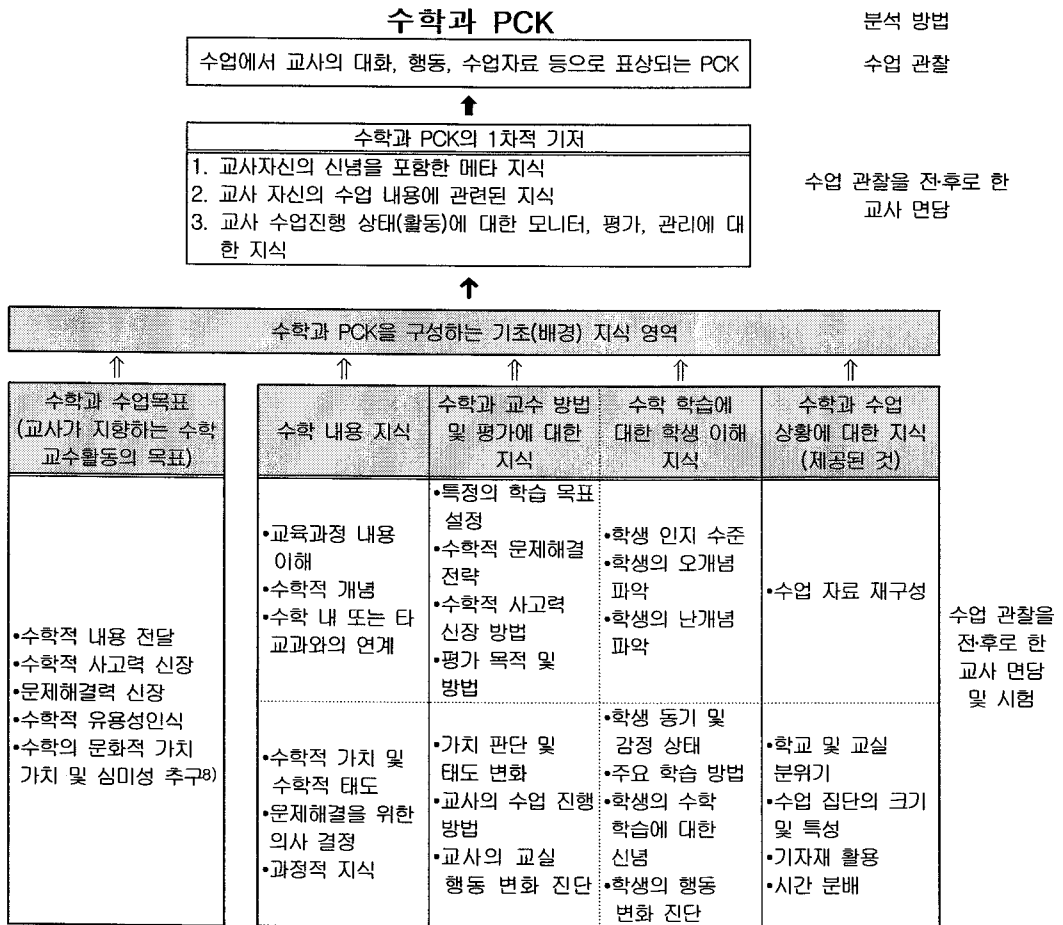 수학과 PCK
분석 방법
수업에서 교사의 대화, 행동, 수업자료 등으로 표상되는 PCK
수업 관찰
수학과 PCK의 1차적 기저
1. 교사자신의 신념을 포함한 메타 지식
2. 교사 자신의 수업 내용에 관련된 지식
3. 교사 수업진행 상태(활동)에 대한 모니터, 평가, 관리에 대
한 지식
수업 관찰을 전·후로 한
교사 면담
수학과 PCK을 구성하는 기초(배경) 지식 영역
수학과 수업목표
(교사가 지향하는 수학
교수활동의 목표)
•수학적 내용 전달
•수학적 사고력 신장
•문제해결력 신장
•수학적 유용성인식
•수학의 문화적 가치
가치 및 심미성 추구8)
수학 내용 지식
•교육과정 내용
이해
•수학적 개념
•수학 내 또는 타
교과와의 연계
•수학적 가치 및
수학적 태도
•문제해결을 위한
의사 결정
•과정적 지식
수학과 교수 방법
및 평가에 대한
지식
•특정의 학습 목표
설정
•수학적 문제해결
전략
•수학적 사고력
신장 방법
•평가 목적 및
방법
•가치 판단 및
태도 변화
•교사의 수업 진행
방법
•교사의 교실
행동 변화 진단
수학 학습에
대한 학생 이해
지식
•학생 인지 수준
•학생의 오개념
파악
•학생의 난개념
파악
•학생 동기 및
감정 상태
•주요 학습 방법
•학생의 수학
학습에 대한
신념
•학생의 행동
변화 진단
수학과 수업
상황에 대한 지식
(제공된 것)
•수업 자료 재구성
•학교 및 교실
분위기
•수업 집단의 크기
및 특성
•기자재 활용
•시간 분배
수업 관찰을
전·후로 한
교사 면담
및 시험